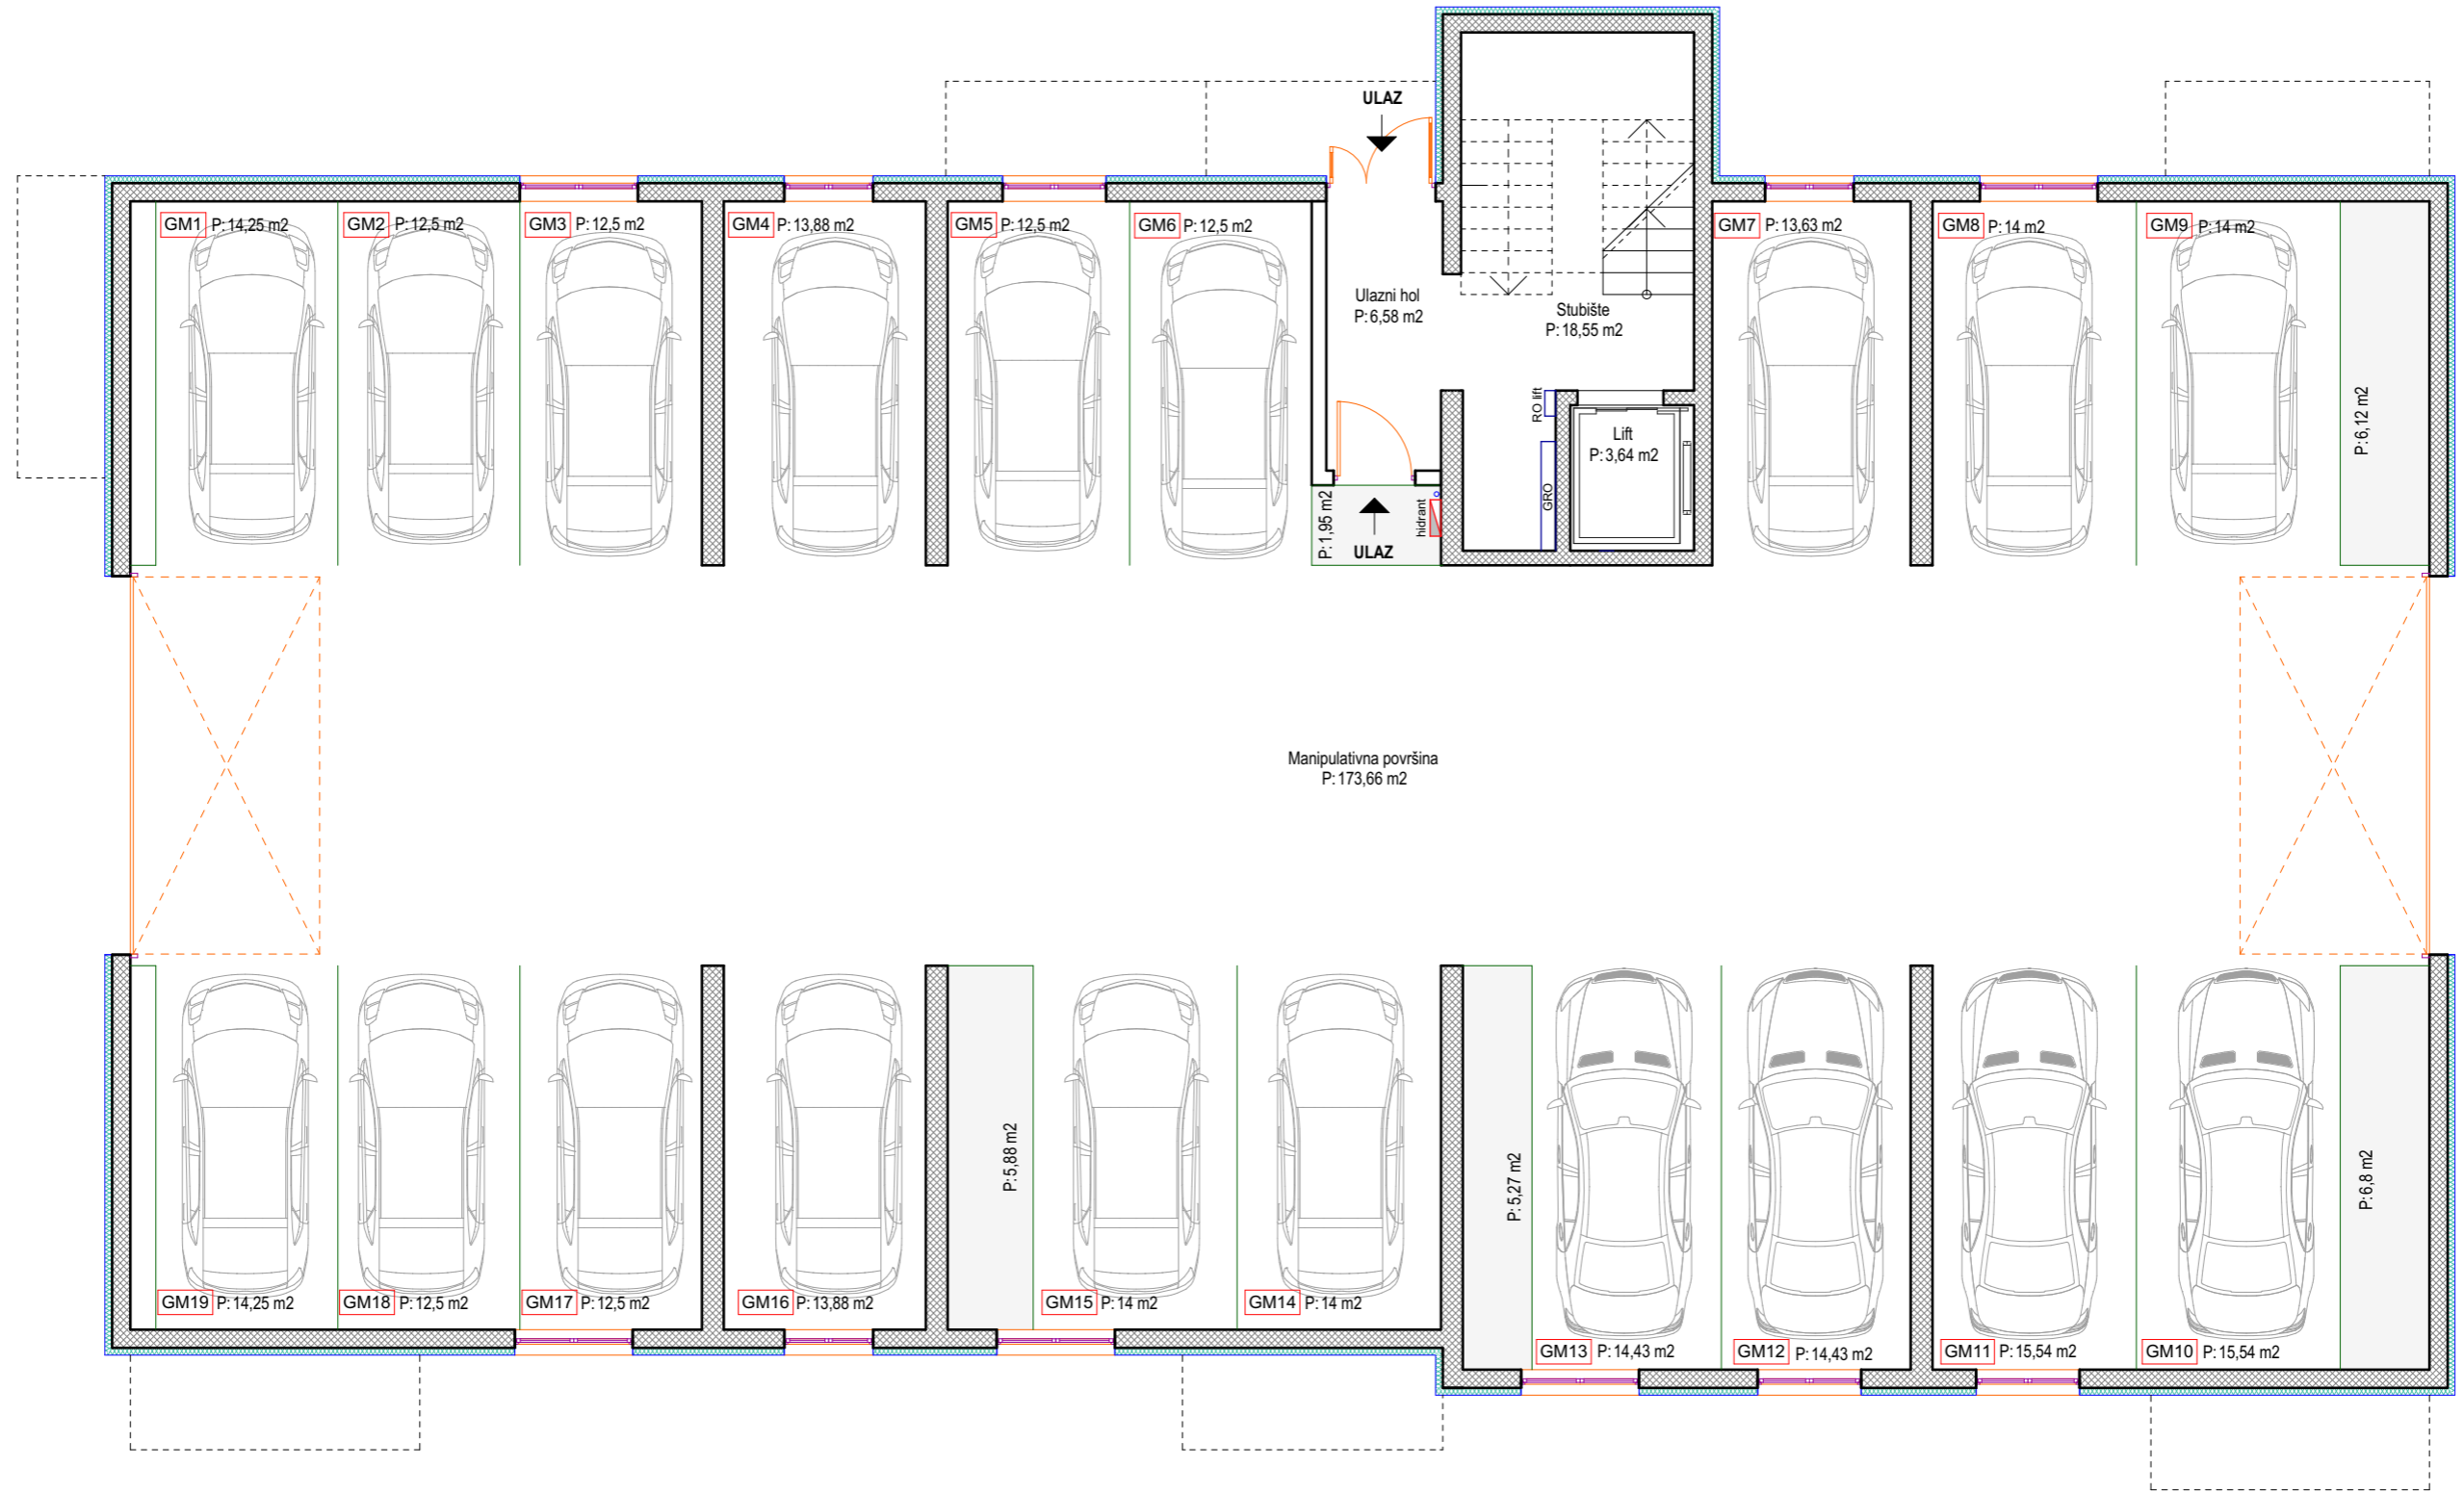 ULAZ
GM1 P: 14,25 m2
GM2 P: 12,5 m2
GM3 P: 12,5 m2
GM4 P: 13,88 m2
GM5 P: 12,5 m2
GM6 P: 12,5 m2
GM7 P: 13,63 m2
GM8 P: 14 m2
GM9 P: 14 m2
Ulazni hol
P: 6,58 m2
Stubište
P: 18,55 m2
RO lift
Lift
P: 3,64 m2
P: 6,12 m2
GRO
hidrant
P: 1,95 m2
ULAZ
Manipulativna površina
P: 173,66 m2
P: 5,88 m2
P: 5,27 m2
P: 6,8 m2
GM19 P: 14,25 m2
GM18 P: 12,5 m2
GM17 P: 12,5 m2
GM16 P: 13,88 m2
GM15 P: 14 m2
GM14 P: 14 m2
GM13 P: 14,43 m2
GM12 P: 14,43 m2
GM11 P: 15,54 m2
GM10 P: 15,54 m2